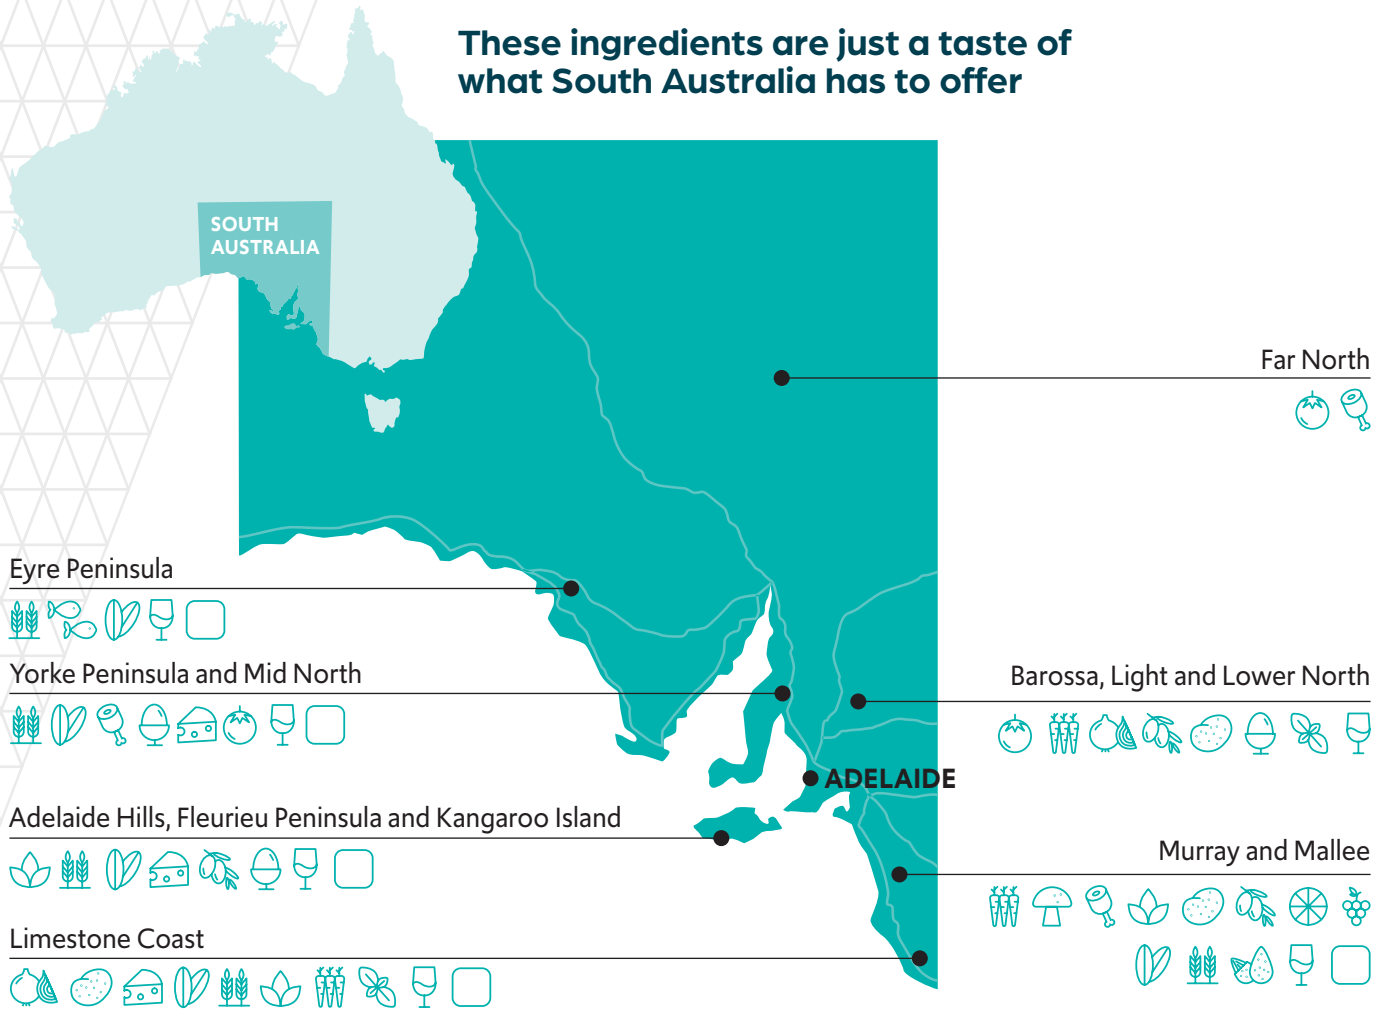 These ingredients are just a taste of
what South Australia has to offer
SOUTH
AUSTRALIA
Far North
Eyre Peninsula
Yorke Peninsula and Mid North
Barossa, Light and Lower North
ADELAIDE
Adelaide Hills, Fleurieu Peninsula and Kangaroo Island
Murray and Mallee
Limestone Coast